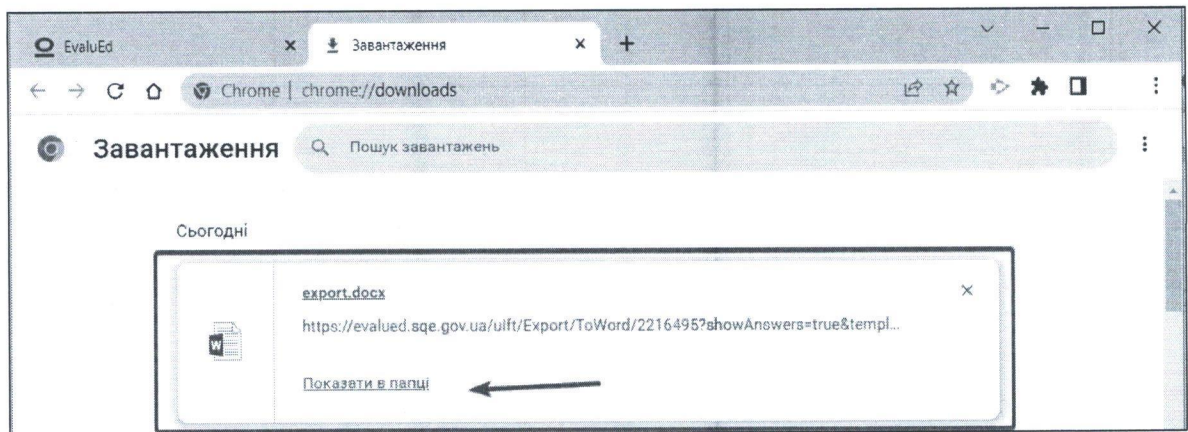 EvaluEd
Завантаження
Chrome | chrome://downloads
Завантаження
Пошук завантажень
Сьогодні
export.docx
https://evalued.sqe.gov.ua/ulft/Export/ToWord/2216495?showAnswers=true&templ...
Показати в папці